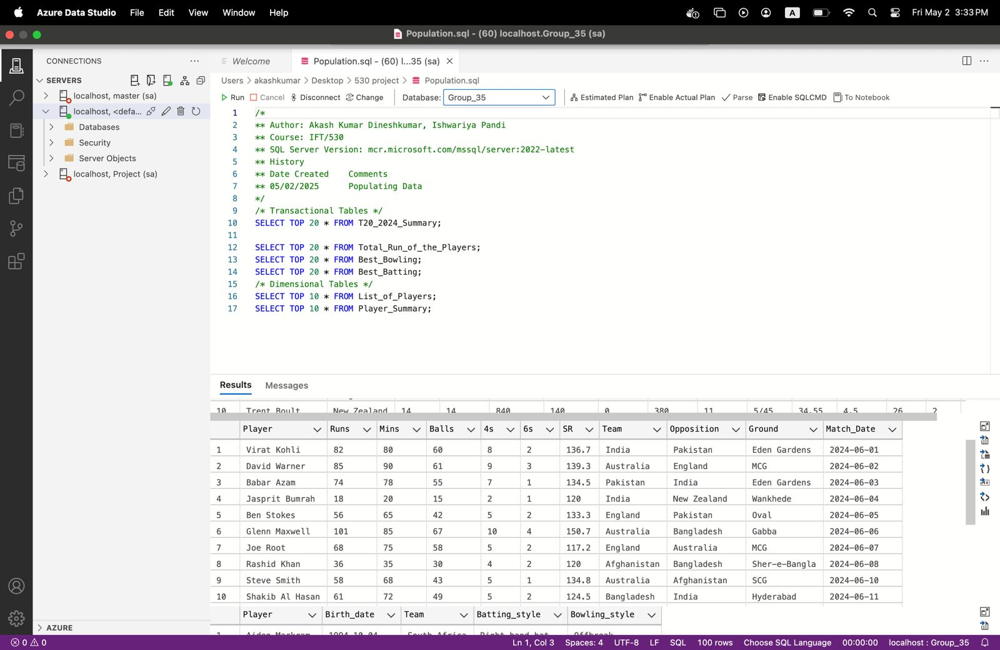 Azure Data Studio File Edit View Window Help A Fri May 2 3:33 PM
Population.sql - (60) localhost.Group_35 (sa)
CONNECTIONS
SERVERS
localhost, master (sa)
localhost, <defa...
Databases
Security
Server Objects
localhost, Project (sa)
AZURE
Welcome Population.sql - (60) l...35 (sa)
Users > akashkumar > Desktop > 530 project > Population.sql
Run Cancel Disconnect Change Database: Group_35 Estimated Plan Enable Actual Plan Parse Enable SQLCMD To Notebook
1 /*
2 ** Author: Akash Kumar Dineshkumar, Ishwariya Pandi
3 ** Course: IFT/530
4 ** SQL Server Version: mcr.microsoft.com/mssql/server:2022-latest
5 ** History
6 ** Date Created Comments
7 ** 05/02/2025 Populating Data
8 */
9 /* Transactional Tables */
10 SELECT TOP 20 * FROM T20_2024_Summary;
11
12 SELECT TOP 20 * FROM Total_Run_of_the_Players;
13 SELECT TOP 20 * FROM Best_Bowling;
14 SELECT TOP 20 * FROM Best_Batting;
15 /* Dimensional Tables */
16 SELECT TOP 10 * FROM List_of_Players;
17 SELECT TOP 10 * FROM Player_Summary;
Results Messages
10 Trent Boult New Zealand 14 14 840 140 0 380 11 5/45 34.55 4.5 26 2
Player Runs Mins Balls 4s 6s SR Team Opposition Ground Match_Date
1 Virat Kohli 82 80 60 8 2 136.7 India Pakistan Eden Gardens 2024-06-01
2 David Warner 85 90 61 9 3 139.3 Australia England MCG 2024-06-02
3 Babar Azam 74 78 55 7 1 134.5 Pakistan India Eden Gardens 2024-06-03
4 Jasprit Bumrah 18 20 15 2 1 120 India New Zealand Wankhede 2024-06-04
5 Ben Stokes 56 65 42 5 2 133.3 England Pakistan Oval 2024-06-05
6 Glenn Maxwell 101 85 67 10 4 150.7 Australia Bangladesh Gabba 2024-06-06
7 Joe Root 68 75 58 5 2 117.2 England Australia MCG 2024-06-07
8 Rashid Khan 36 35 30 4 2 120 Afghanistan Bangladesh Sher-e-Bangla 2024-06-08
9 Steve Smith 58 68 43 5 1 134.8 Australia Afghanistan SCG 2024-06-10
10 Shakib Al Hasan 61 72 49 5 2 124.5 Bangladesh India Hyderabad 2024-06-11
Player Birth_date Team Batting_style Bowling_style
1 Aiden Markram 1994-10-04 South Africa Right-hand bat Offbreak
0 0 Ln 1, Col 3 Spaces: 4 UTF-8 LF SQL 100 rows Choose SQL Language 00:00:00 localhost : Group_35